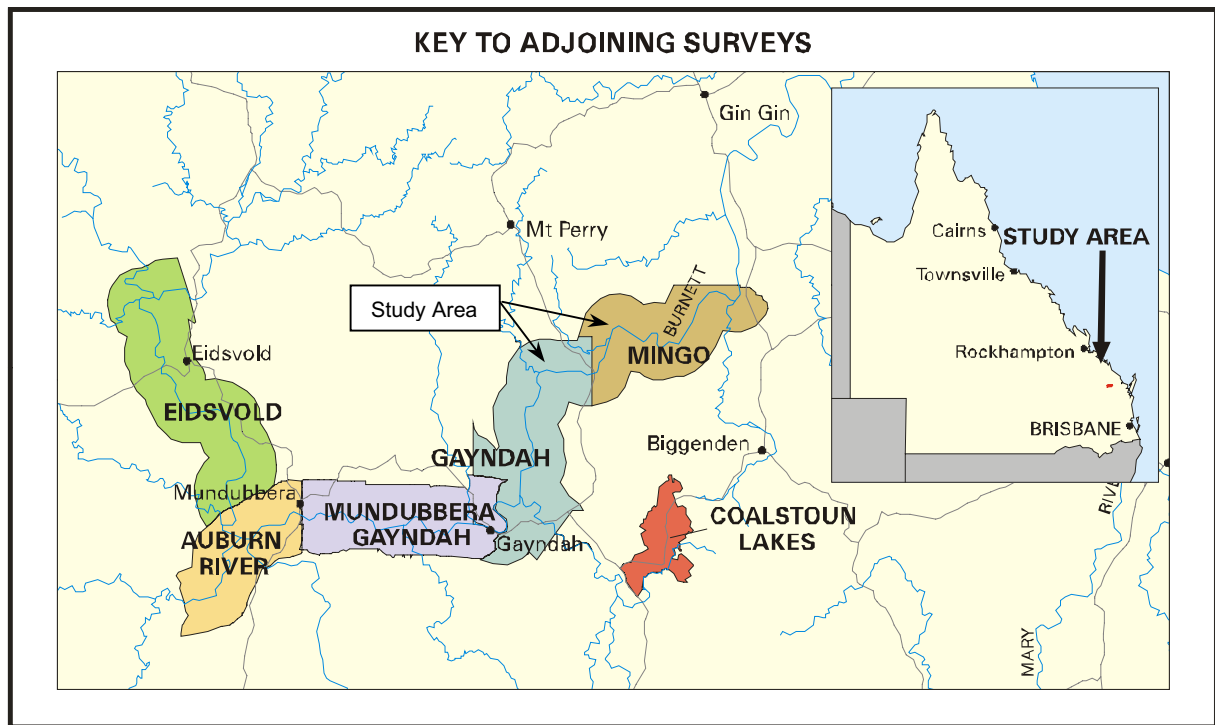 KEY TO ADJOINING SURVEYS
Gin Gin
Mt Perry
Cairns
STUDY AREA
Townsville
Rockhampton
BRISBANE
Study Area
BURNETT
MINGO
Eidsvold
EIDSVOLD
GAYNDAH
Biggenden
Mundubbera
MUNDUBBERA
GAYNDAH
Gayndah
AUBURN
RIVER
COALSTOUN
LAKES
RIVE
MARY